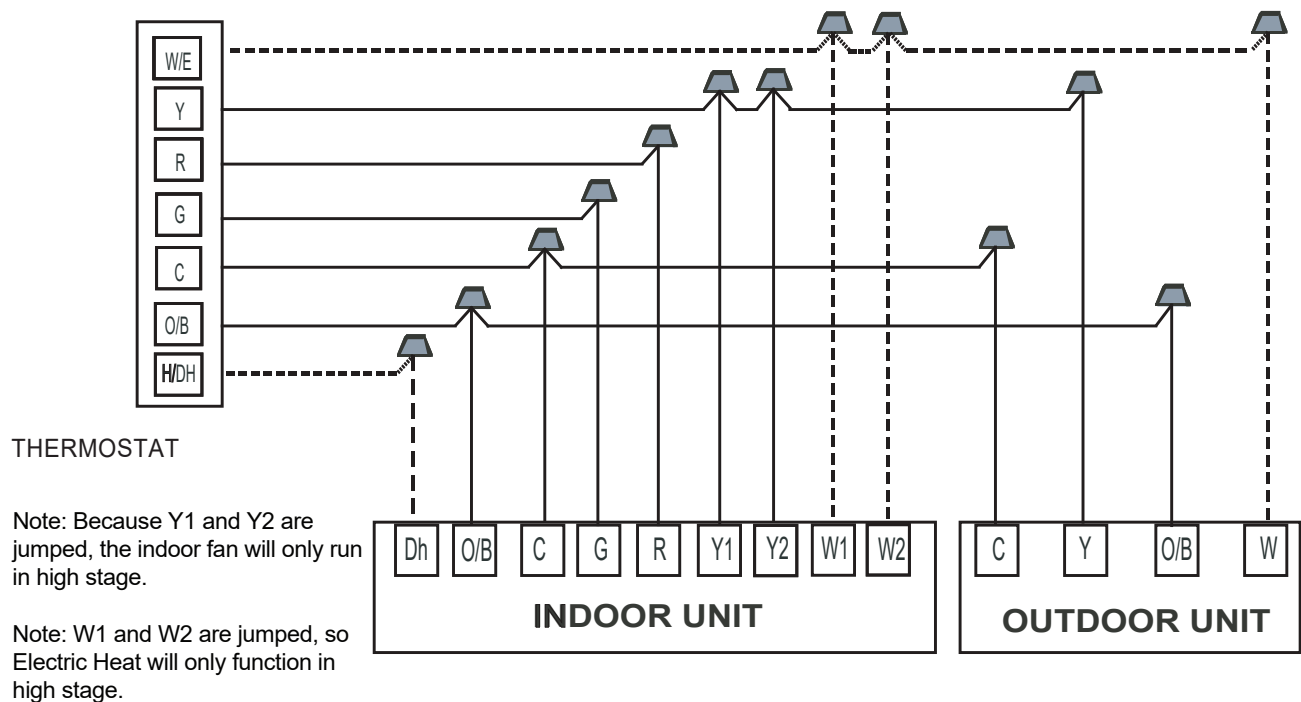 W/E
Y
R
G
C
O/B
H/DH
THERMOSTAT
Note: Because Y1 and Y2 are
jumped, the indoor fan will only run
in high stage.
Note: W1 and W2 are jumped, so
Electric Heat will only function in
high stage.
Dh O/B C G R Y1 Y2 W1 W2
INDOOR UNIT
C Y O/B W
OUTDOOR UNIT